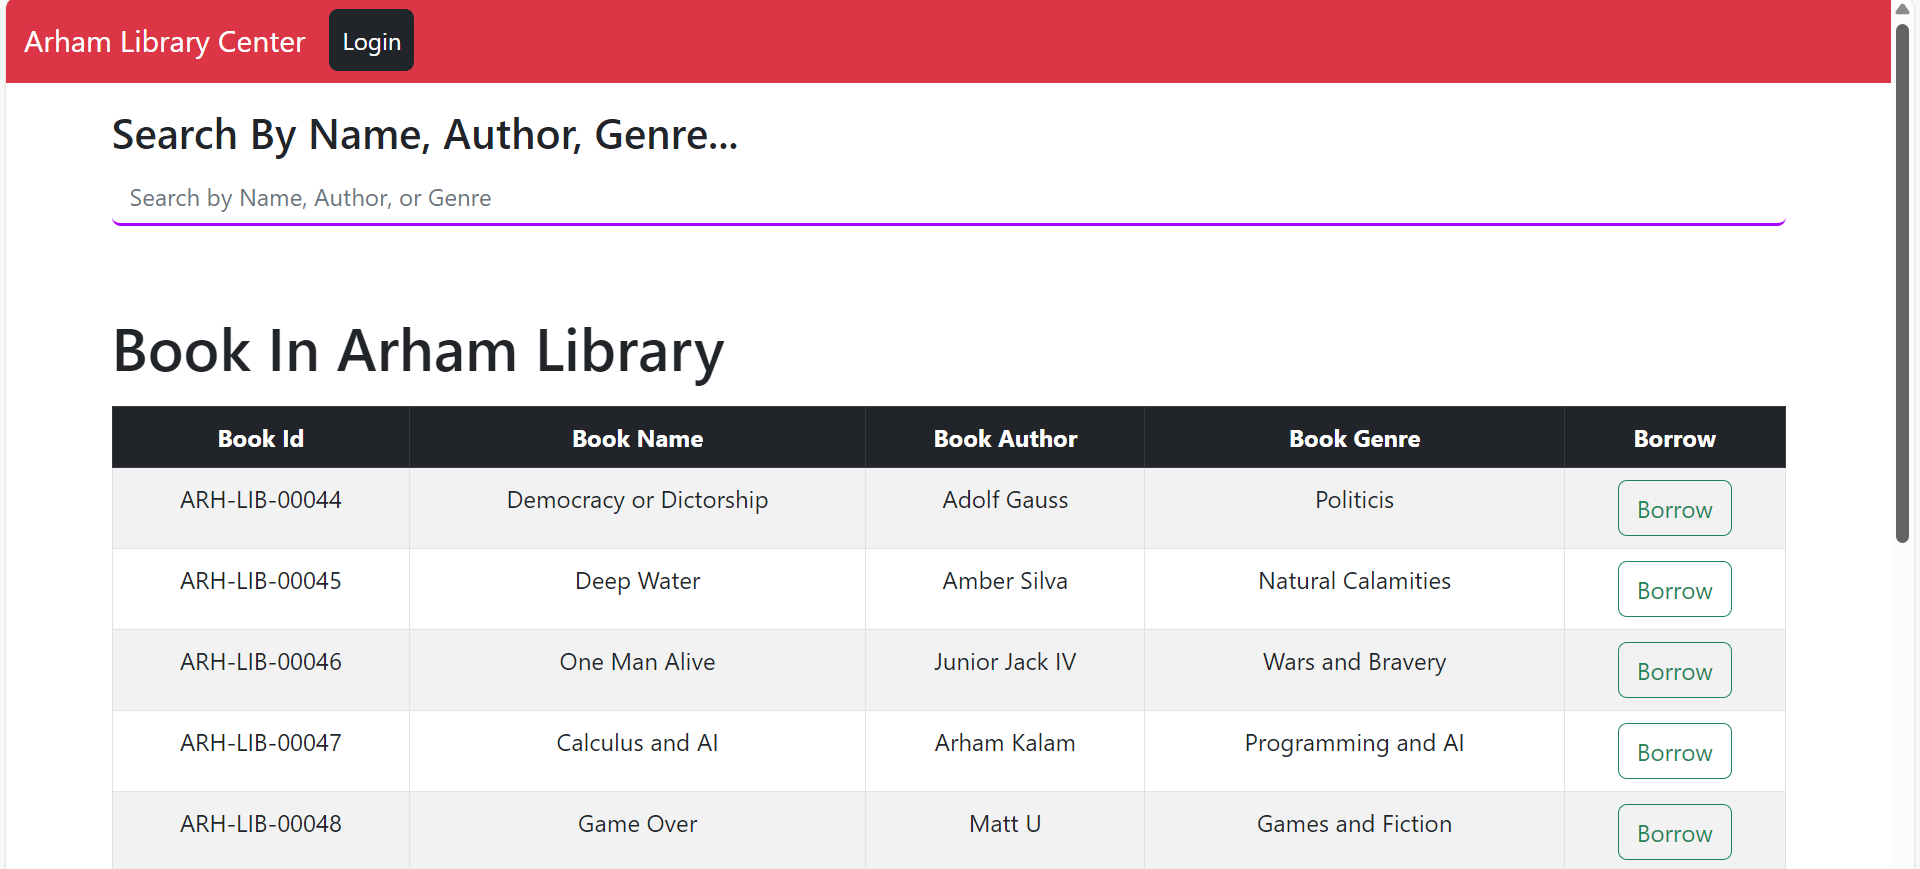 Arham Library Center Login
Search By Name, Author, Genre...
Search by Name, Author, or Genre
Book In Arham Library
Book Id Book Name Book Author Book Genre Borrow
ARH-LIB-00044 Democracy or Dictorship Adolf Gauss Politicis Borrow
ARH-LIB-00045 Deep Water Amber Silva Natural Calamities Borrow
ARH-LIB-00046 One Man Alive Junior Jack IV Wars and Bravery Borrow
ARH-LIB-00047 Calculus and AI Arham Kalam Programming and AI Borrow
ARH-LIB-00048 Game Over Matt U Games and Fiction Borrow